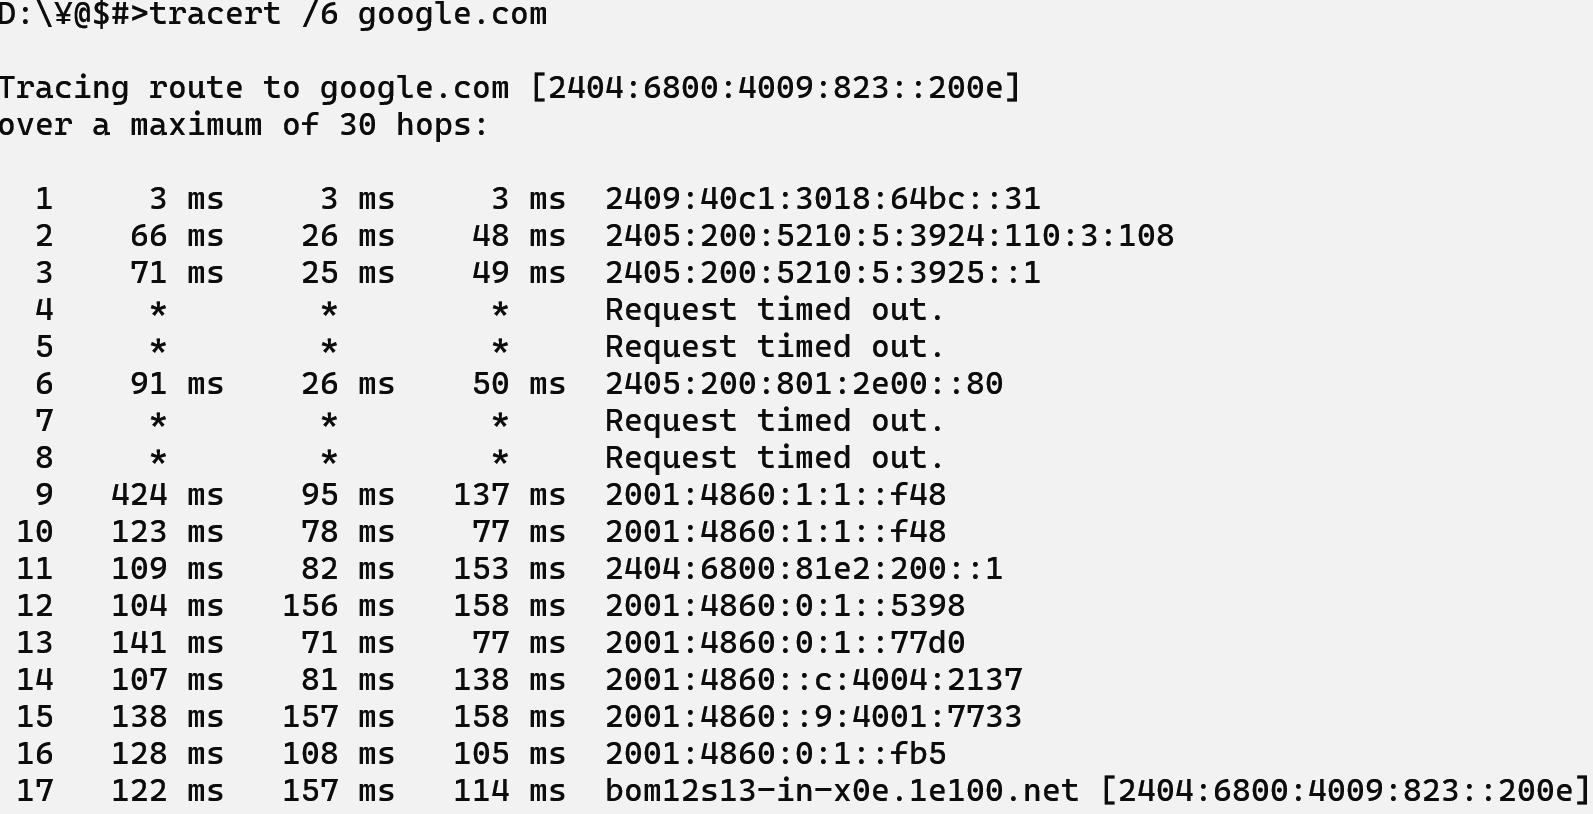 D:\¥@$#>tracert /6 google.com
Tracing route to google.com [2404:6800:4009:823::200e]
over a maximum of 30 hops:
1 3 ms 3 ms 3 ms 2409:40c1:3018:64bc::31
2 66 ms 26 ms 48 ms 2405:200:5210:5:3924:110:3:108
3 71 ms 25 ms 49 ms 2405:200:5210:5:3925::1
4 * * * Request timed out.
5 * * * Request timed out.
6 91 ms 26 ms 50 ms 2405:200:801:2e00::80
7 * * * Request timed out.
8 * * * Request timed out.
9 424 ms 95 ms 137 ms 2001:4860:1:1::f48
10 123 ms 78 ms 77 ms 2001:4860:1:1::f48
11 109 ms 82 ms 153 ms 2404:6800:81e2:200::1
12 104 ms 156 ms 158 ms 2001:4860:0:1::5398
13 141 ms 71 ms 77 ms 2001:4860:0:1::77d0
14 107 ms 81 ms 138 ms 2001:4860::c:4004:2137
15 138 ms 157 ms 158 ms 2001:4860::9:4001:7733
16 128 ms 108 ms 105 ms 2001:4860:0:1::fb5
17 122 ms 157 ms 114 ms bom12s13-in-x0e.1e100.net [2404:6800:4009:823::200e]